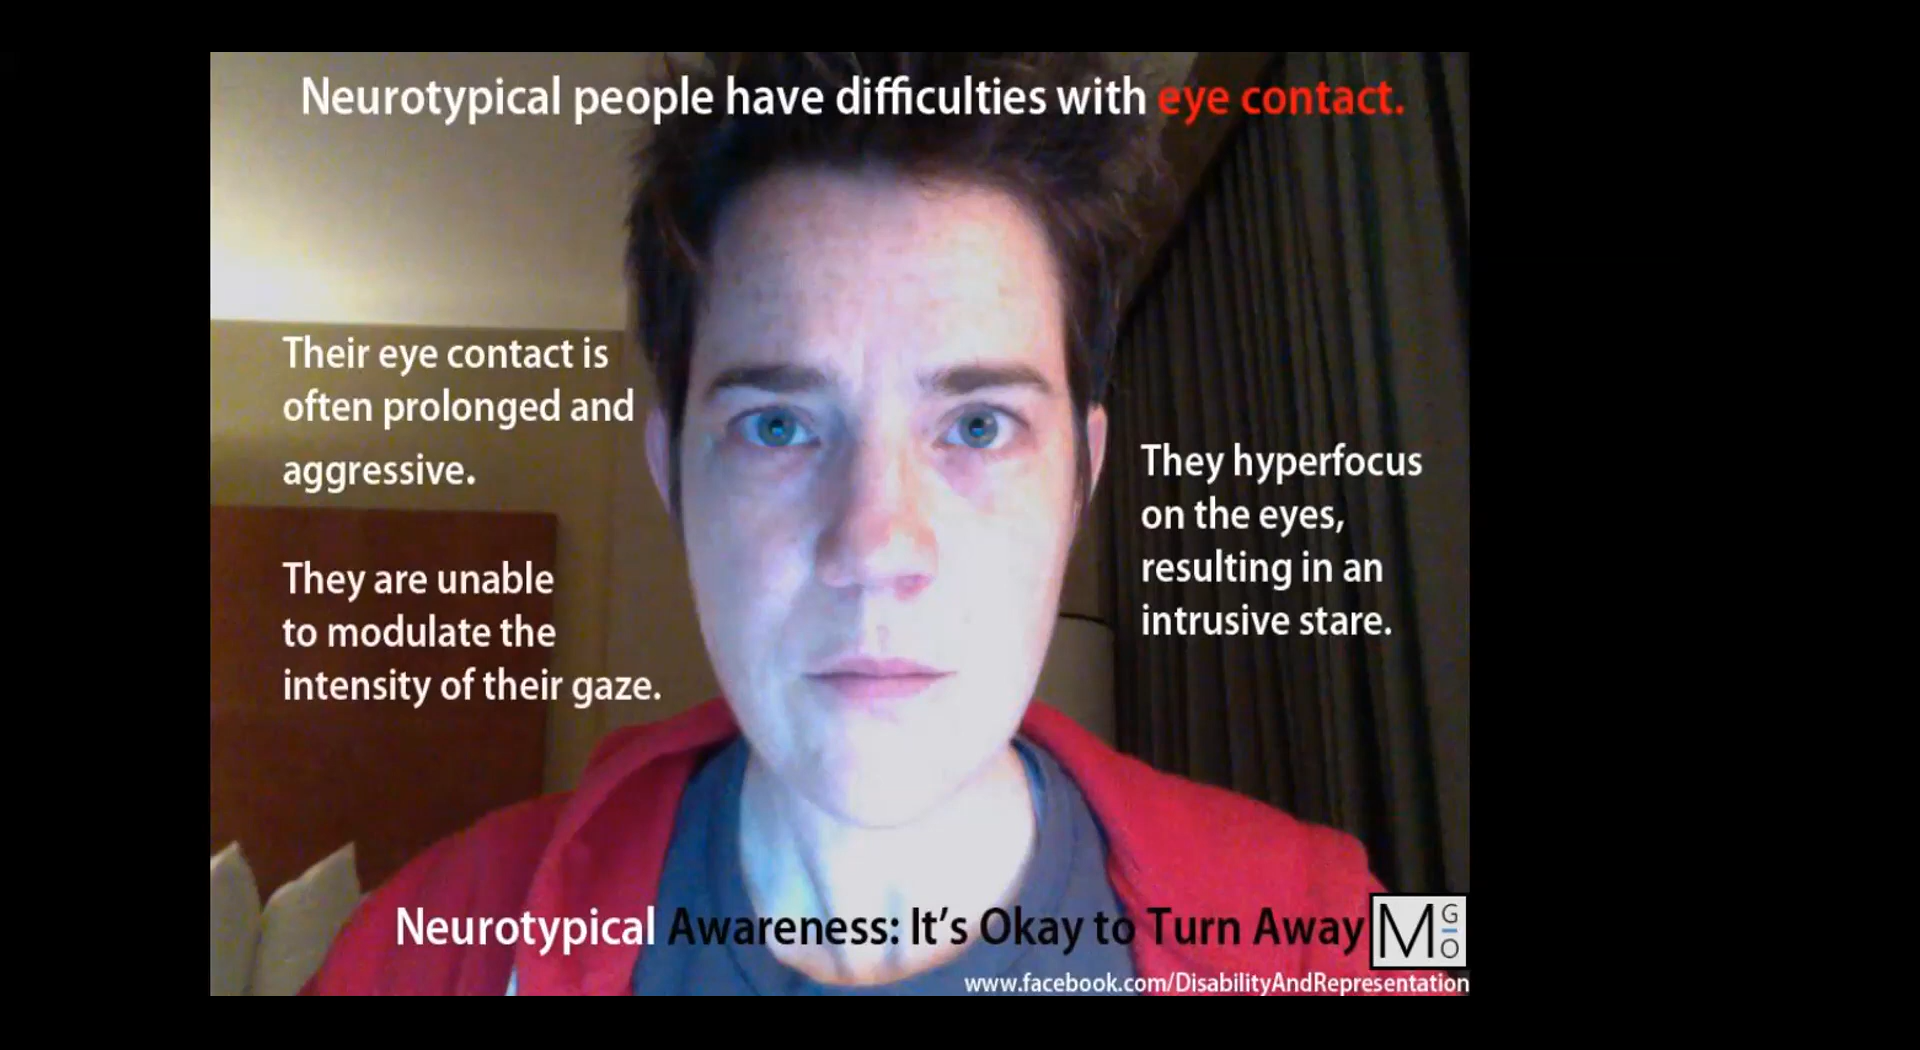 Neurotypical people have difficulties with eye contact.
Their eye contact is
often prolonged and
aggressive.
They are unable
to modulate the
intensity of their gaze.
They hyperfocus
on the eyes,
resulting in an
intrusive stare.
Neurotypical Awareness: It's Okay to Turn Away
M G O
www.facebook.com/DisabilityAndRepresentation